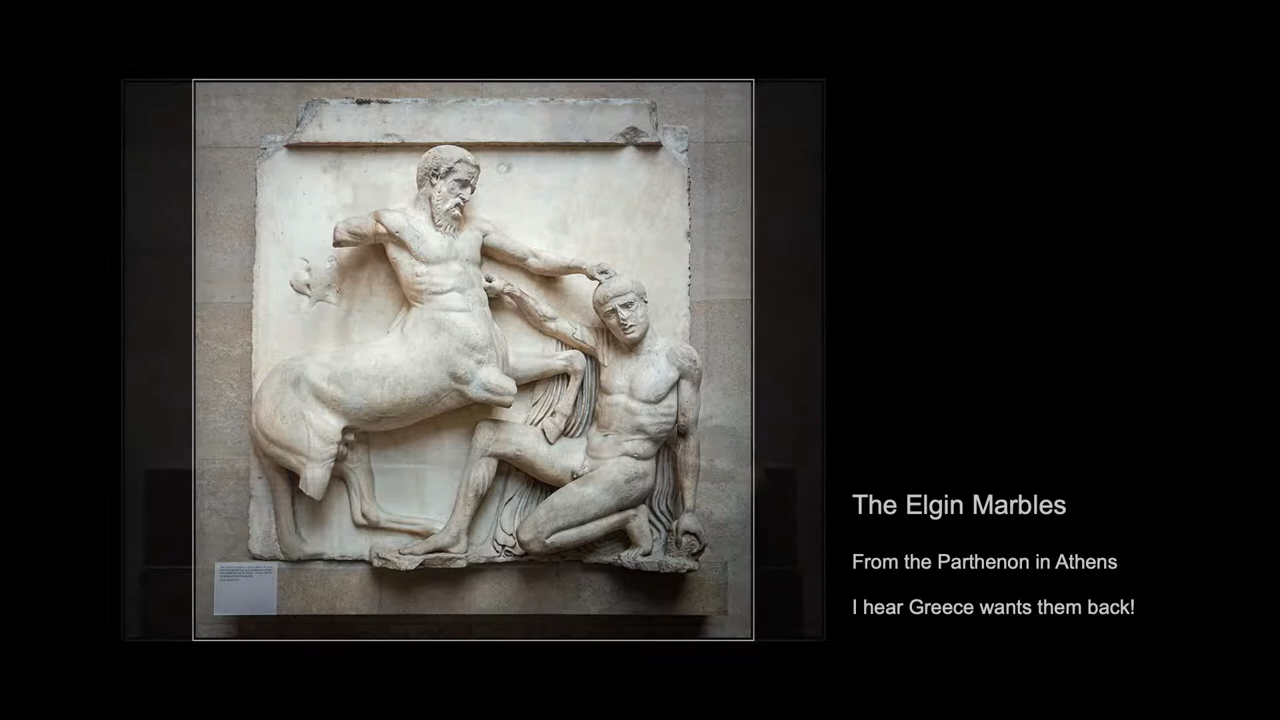 The Elgin Marbles
From the Parthenon in Athens
I hear Greece wants them back!